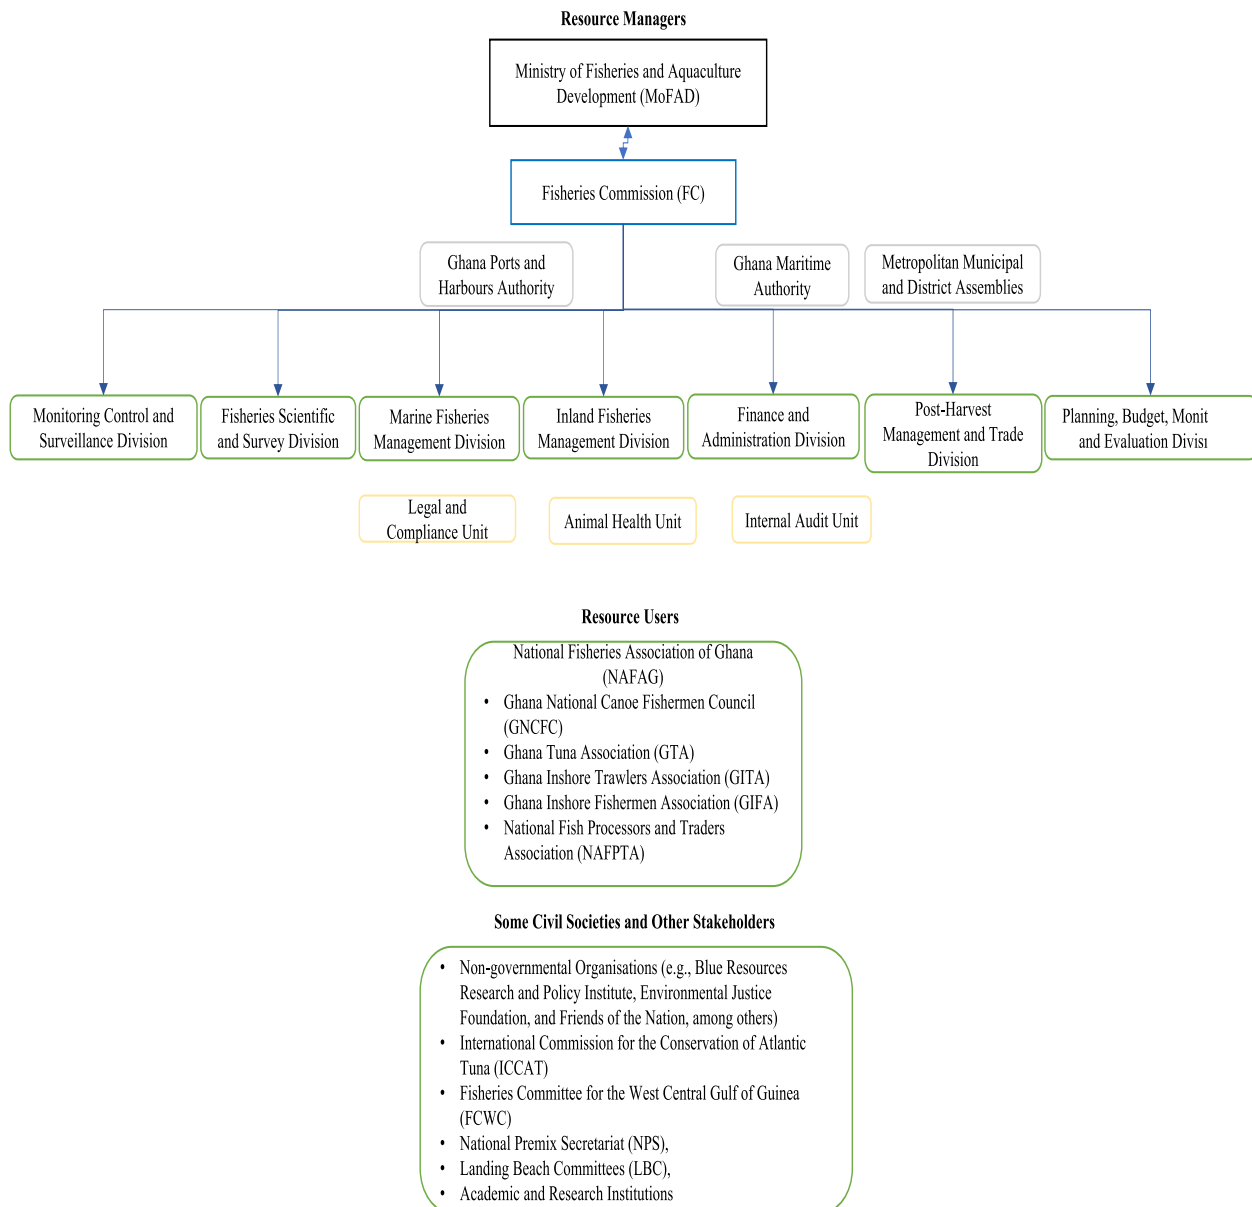 Resource Managers
Ministry of Fisheries and Aquaculture
Development (MoFAD)
Fisheries Commission (FC)
Ghana Ports and
Harbours Authority
Ghana Maritime
Authority
Metropolitan Municipal
and District Assemblies
Monitoring Control and
Surveillance Division
Fisheries Scientific
and Survey Division
Marine Fisheries
Management Division
Inland Fisheries
Management Division
Finance and
Administration Division
Post-Harvest
Management and Trade
Division
Planning, Budget, Monit
and Evaluation
Legal and
Compliance Unit
Animal Health Unit
Internal Audit Unit
Resource Users
National Fisheries Association of Ghana
(NAFAG)
• Ghana National Canoe Fishermen Council
(GNCFC)
• Ghana Tuna Association (GTA)
• Ghana Inshore Trawlers Association (GITA)
• Ghana Inshore Fishermen Association (GIFA)
• National Fish Processors and Traders
Association (NAFPTA)
Some Civil Societies and Other Stakeholders
• Non-governmental Organisations (e.g., Blue Resources
Research and Policy Institute, Environmental Justice
Foundation, and Friends of the Nation, among others)
• International Commission for the Conservation of Atlantic
Tuna (ICCAT)
• Fisheries Committee for the West Central Gulf of Guinea
(FCWC)
• National Premix Secretariat (NPS),
• Landing Beach Committees (LBC),
• Academic and Research Institutions